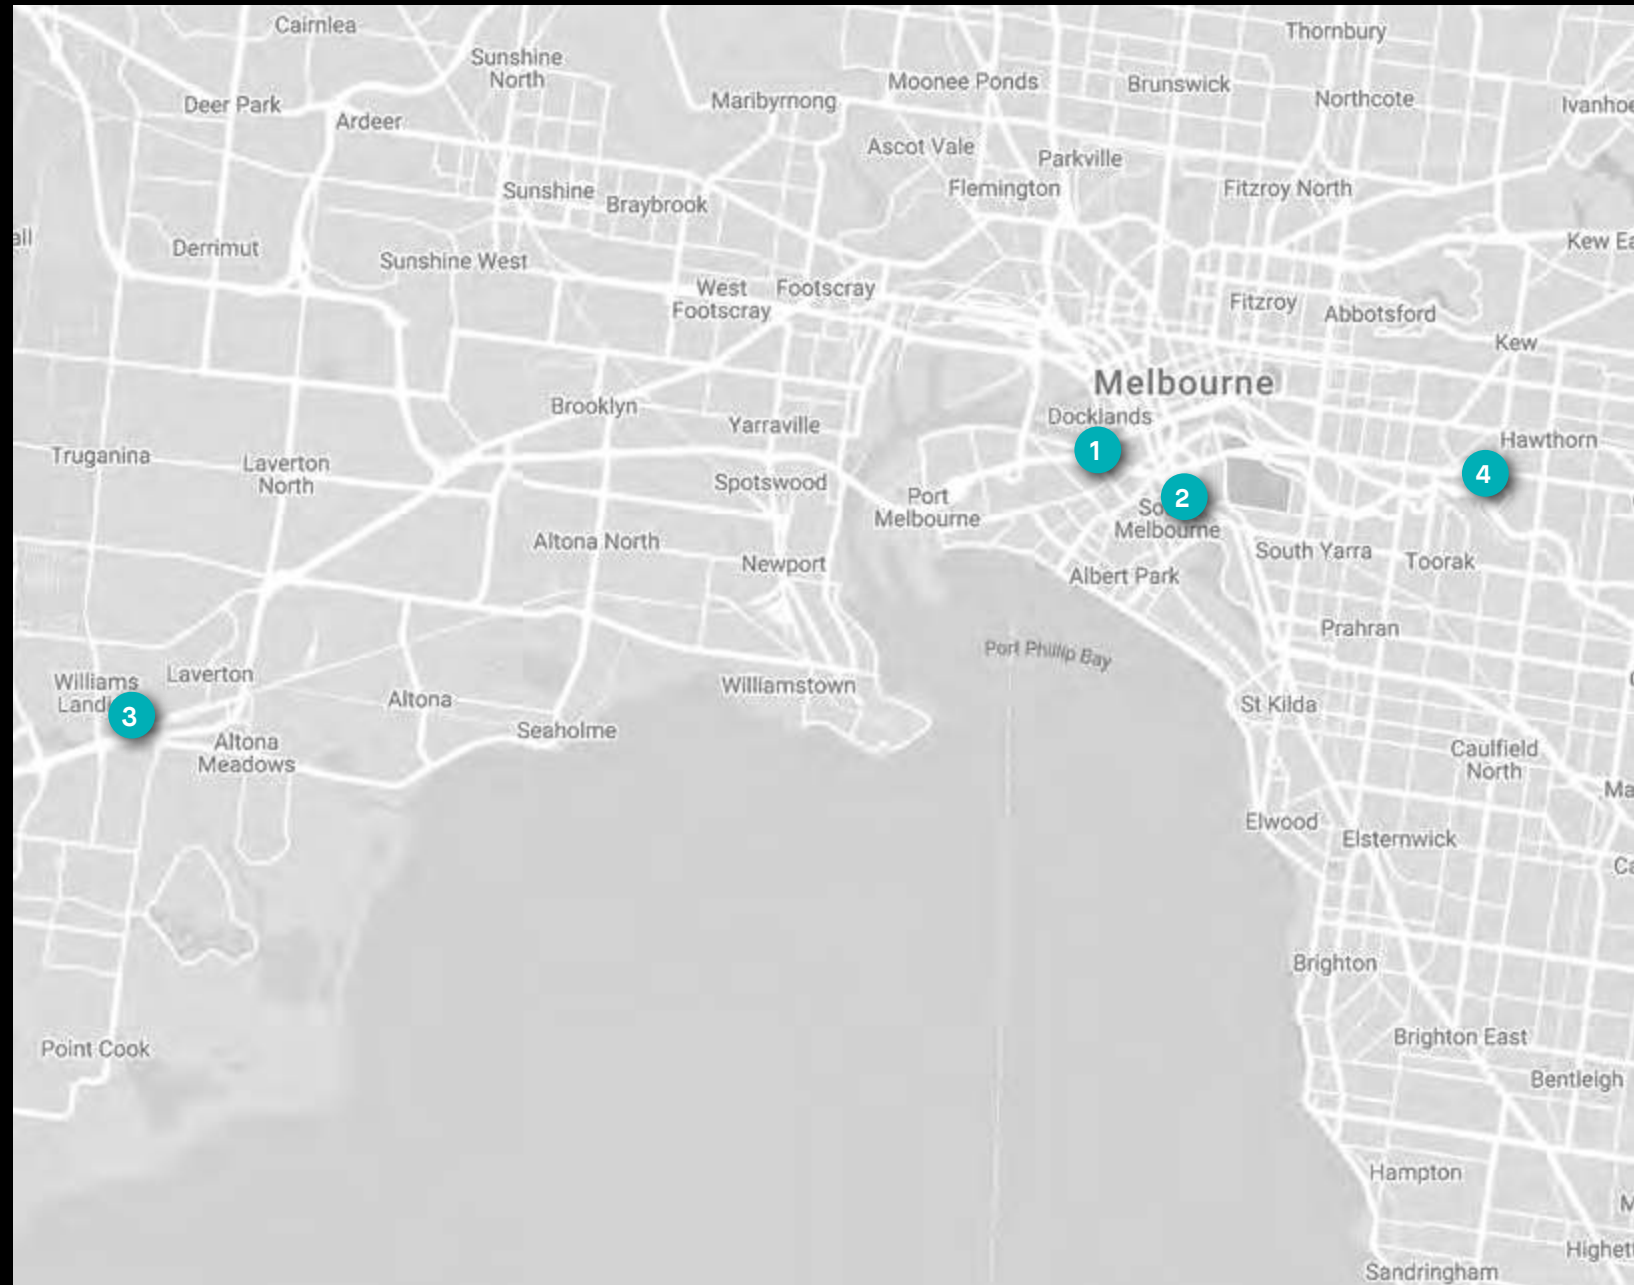 Cairnlea
Thornbury
Sunshine
North
Moonee Ponds
Brunswick
Deer Park
Maribyrnong
Northcote
Ardeer
Ascot Vale
Parkville
Sunshine
Braybrook
Flemington
Fitzroy North
Derrimut
Sunshine West
West
Footscray
Footscray
Fitzroy
Abbotsford
Kew
Melbourne
Docklands
Brooklyn
Yarraville
Truganina
Laverton
North
1
Hawthorn
4
Spotswood
Port
Melbourne
2
Melbourne
Altona North
Newport
South Yarra
Toorak
Albert Park
Prahran
Port Phillip Bay
Williams
3
Laverton
Altona
Williamstown
St Kilda
Seaholme
Altona
Meadows
Caulfield
North
Elwood
Elsternwick
Brighton
Point Cook
Brighton East
Bentleigh
Hampton
Sandringham